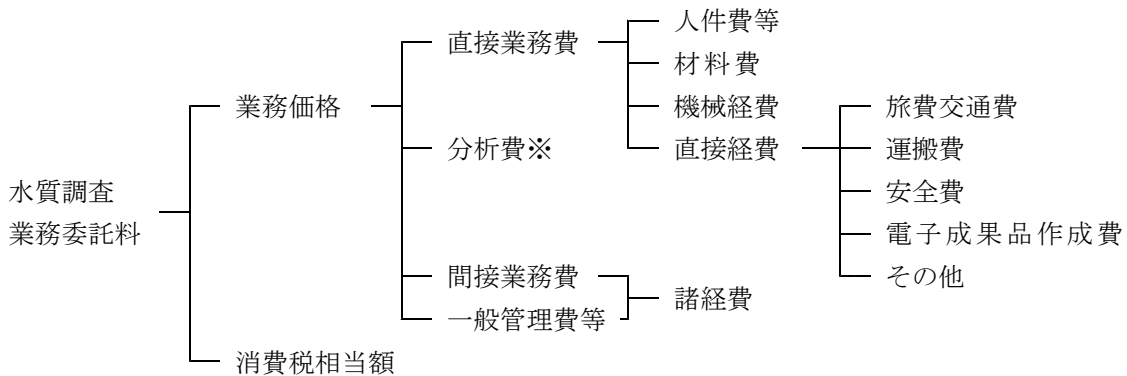 人件費等
直接業務費
材料費
業務価格
機械経費
旅費交通費
分析費※
直接経費
運搬費
水質調査
業務委託料
安全費
電子成果品作成費
間接業務費
その他
諸経費
一般管理費等
消費税相当額